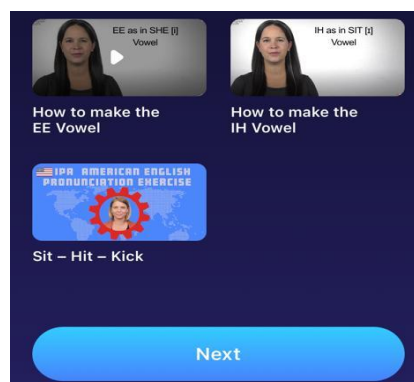 EE as in SHE [i]
Vowel
IH as in SIT [ɪ]
Vowel
How to make the
EE Vowel
How to make the
IH Vowel
IPA AMERICAN ENGLISH
PRONUNCIATION EXERCISE
Sit – Hit – Kick
Next